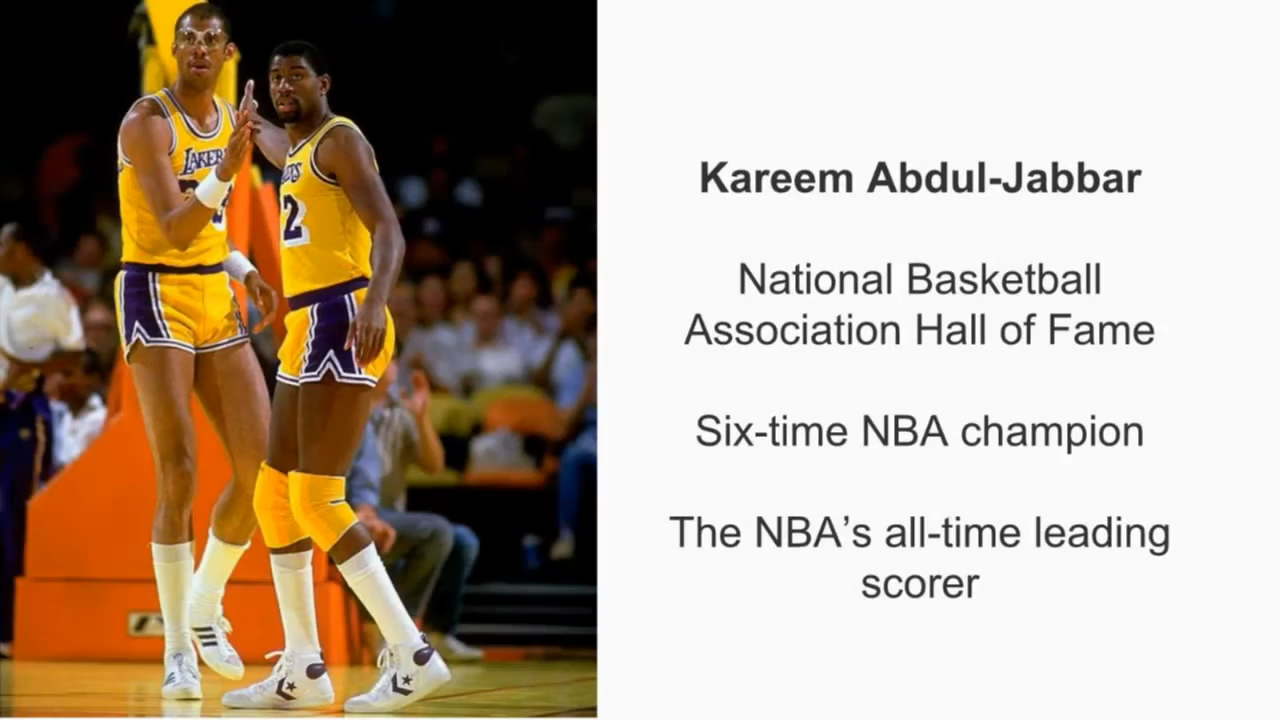 LAKERS
2
Kareem Abdul-Jabbar
National Basketball
Association Hall of Fame
Six-time NBA champion
The NBA’s all-time leading
scorer